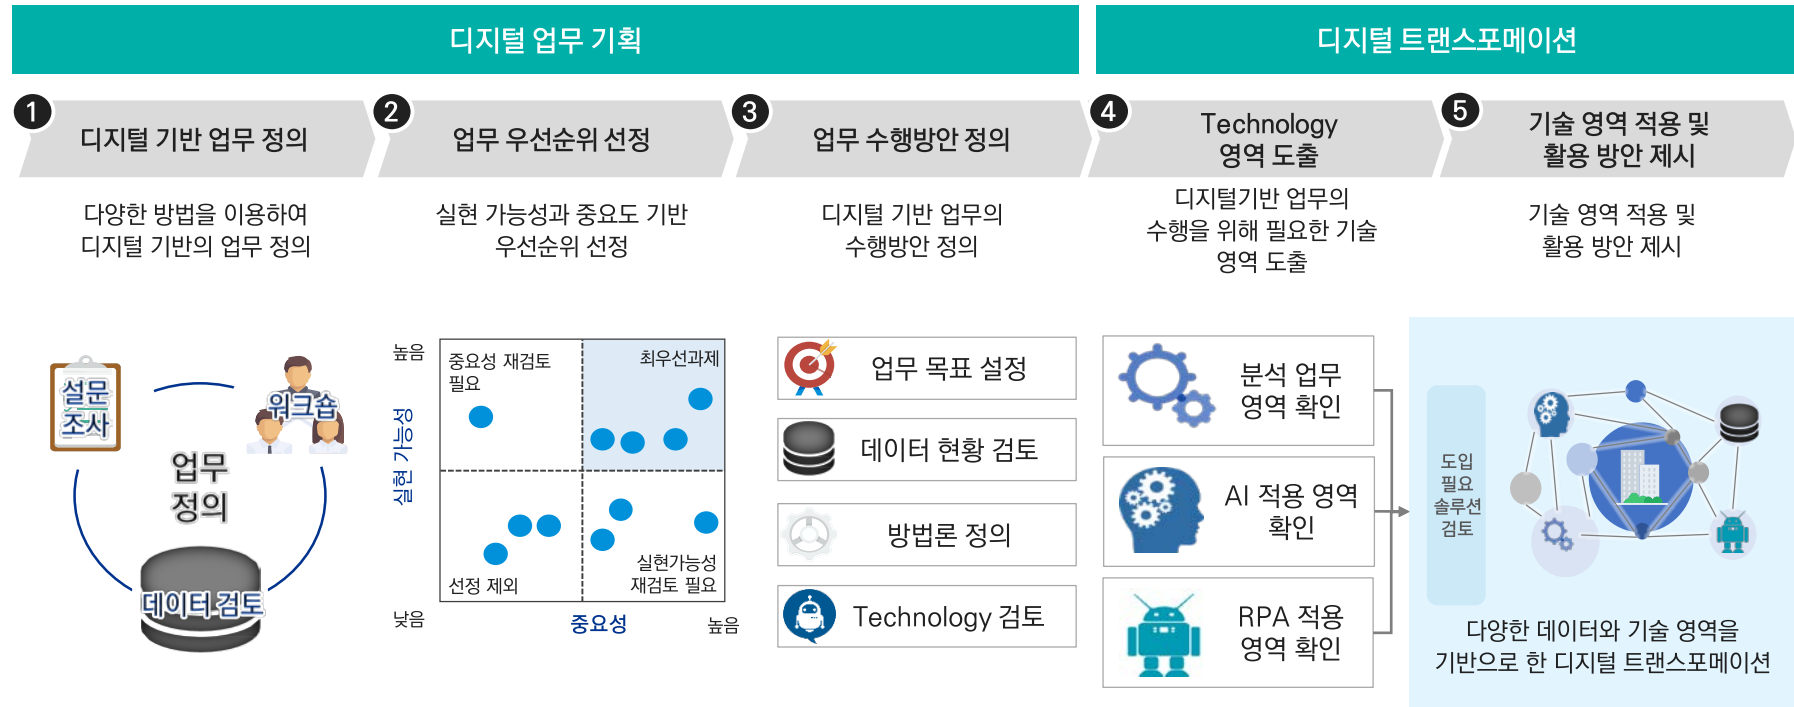 디지털 업무 기획
디지털 트랜스포메이션
1
디지털 기반 업무 정의
2
업무 우선순위 선정
3
업무 수행방안 정의
4
Technology
영역 도출
5
기술 영역 적용 및
활용 방안 제시
다양한 방법을 이용하여
디지털 기반의 업무 정의
실현 가능성과 중요도 기반
우선순위 선정
디지털 기반 업무의
수행방안 정의
디지털기반 업무의
수행을 위해 필요한 기술
영역 도출
기술 영역 적용 및
활용 방안 제시
설문
조사
워크숍
업무
정의
데이터 검토
높음
실현 가능성
낮음
중요성 재검토
필요
최우선과제
선정 제외
실현가능성
재검토 필요
중요성
높음
업무 목표 설정
데이터 현황 검토
방법론 정의
Technology 검토
분석 업무
영역 확인
AI 적용 영역
확인
RPA 적용
영역 확인
도입
필요
솔루션
검토
다양한 데이터와 기술 영역을
기반으로 한 디지털 트랜스포메이션